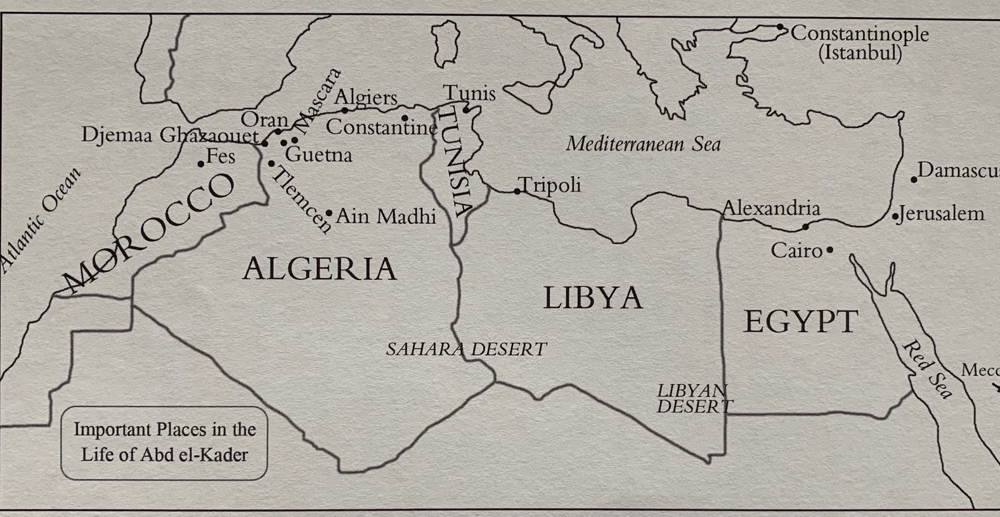 Constantinople
(Istanbul)
Mascara
Algiers
Tunis
Oran
Constantine
Djemaa Ghazaouet
Guetna
Fes
TUNISIA
Mediterranean Sea
Atlantic Ocean
Tlemcen
Tripoli
Damascu
MOROCCO
Ain Madhi
Alexandria
Jerusalem
Cairo
ALGERIA
LIBYA
EGYPT
SAHARA DESERT
Red Sea
Mecc
LIBYAN
DESERT
Important Places in the
Life of Abd el-Kader